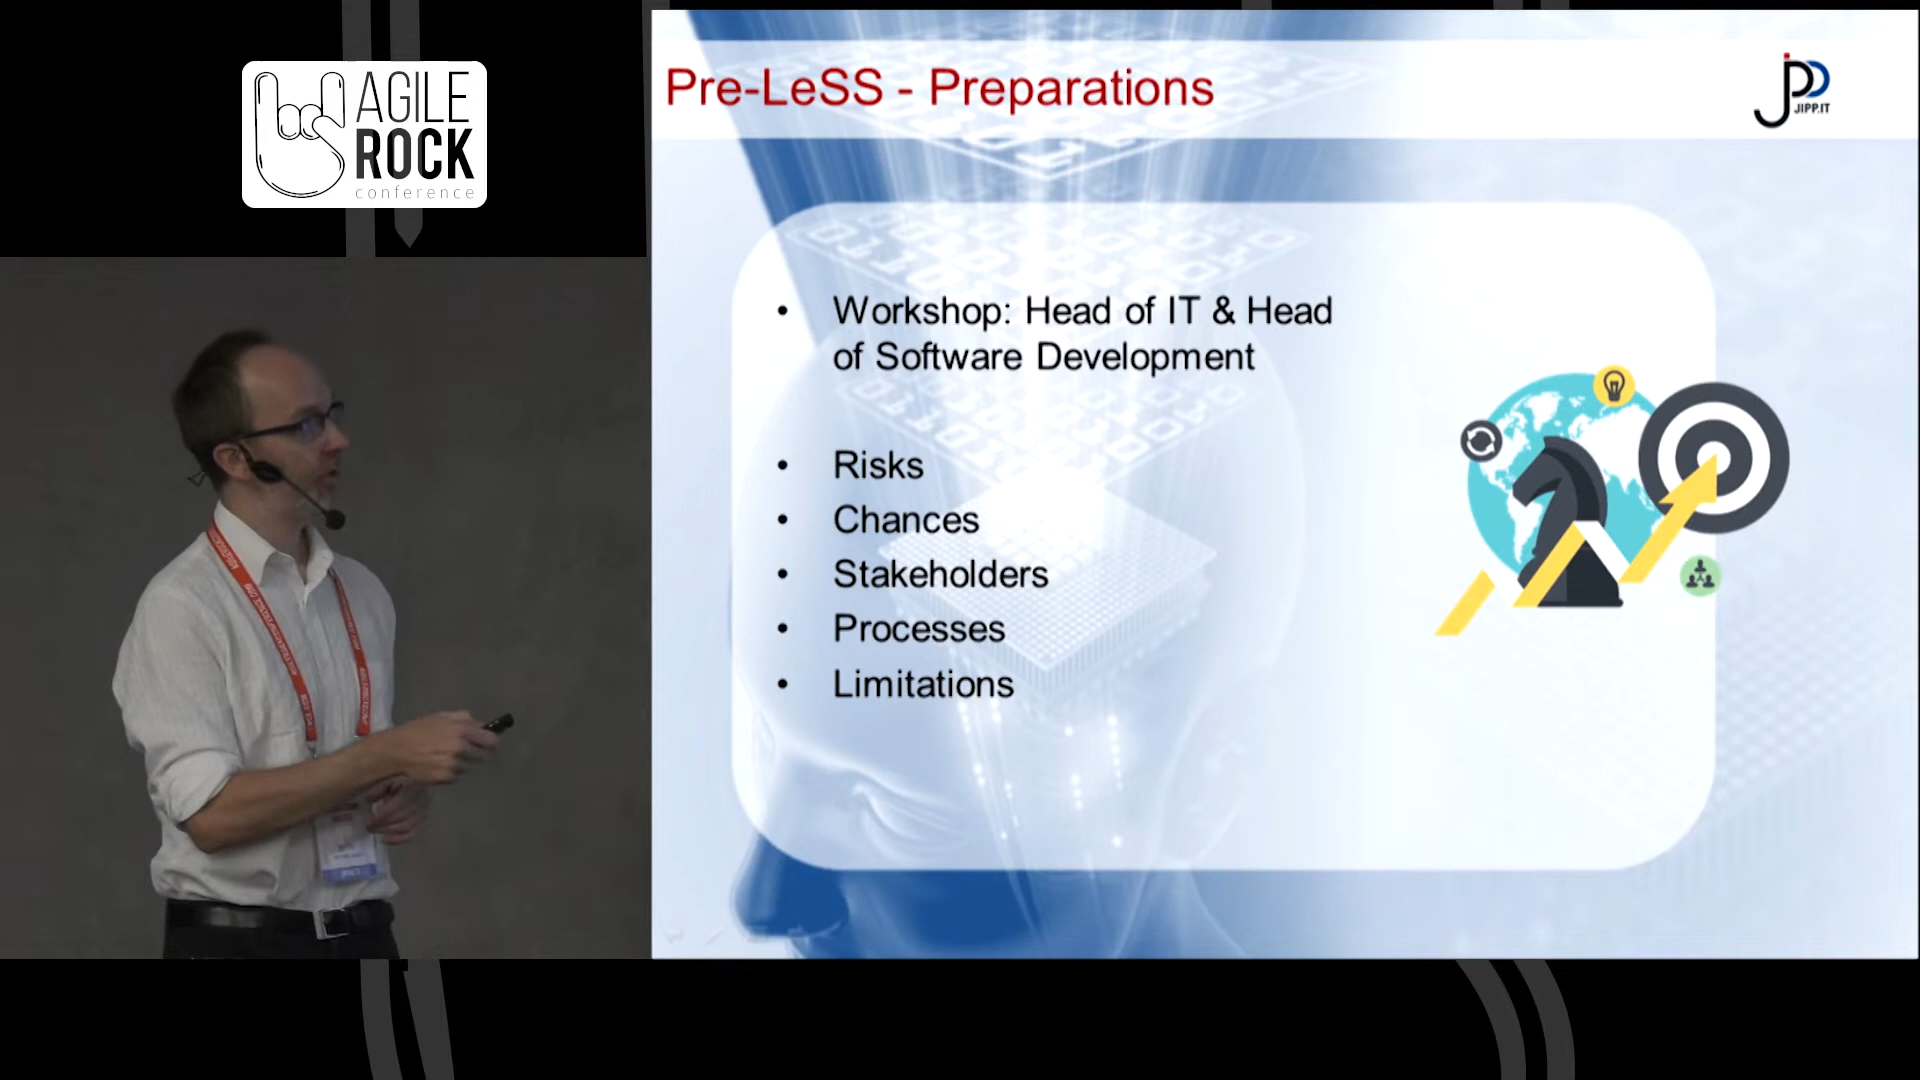 AGILE
ROCK
conference
Pre-LeSS - Preparations
JIPP.IT
• Workshop: Head of IT & Head
of Software Development
• Risks
• Chances
• Stakeholders
• Processes
• Limitations